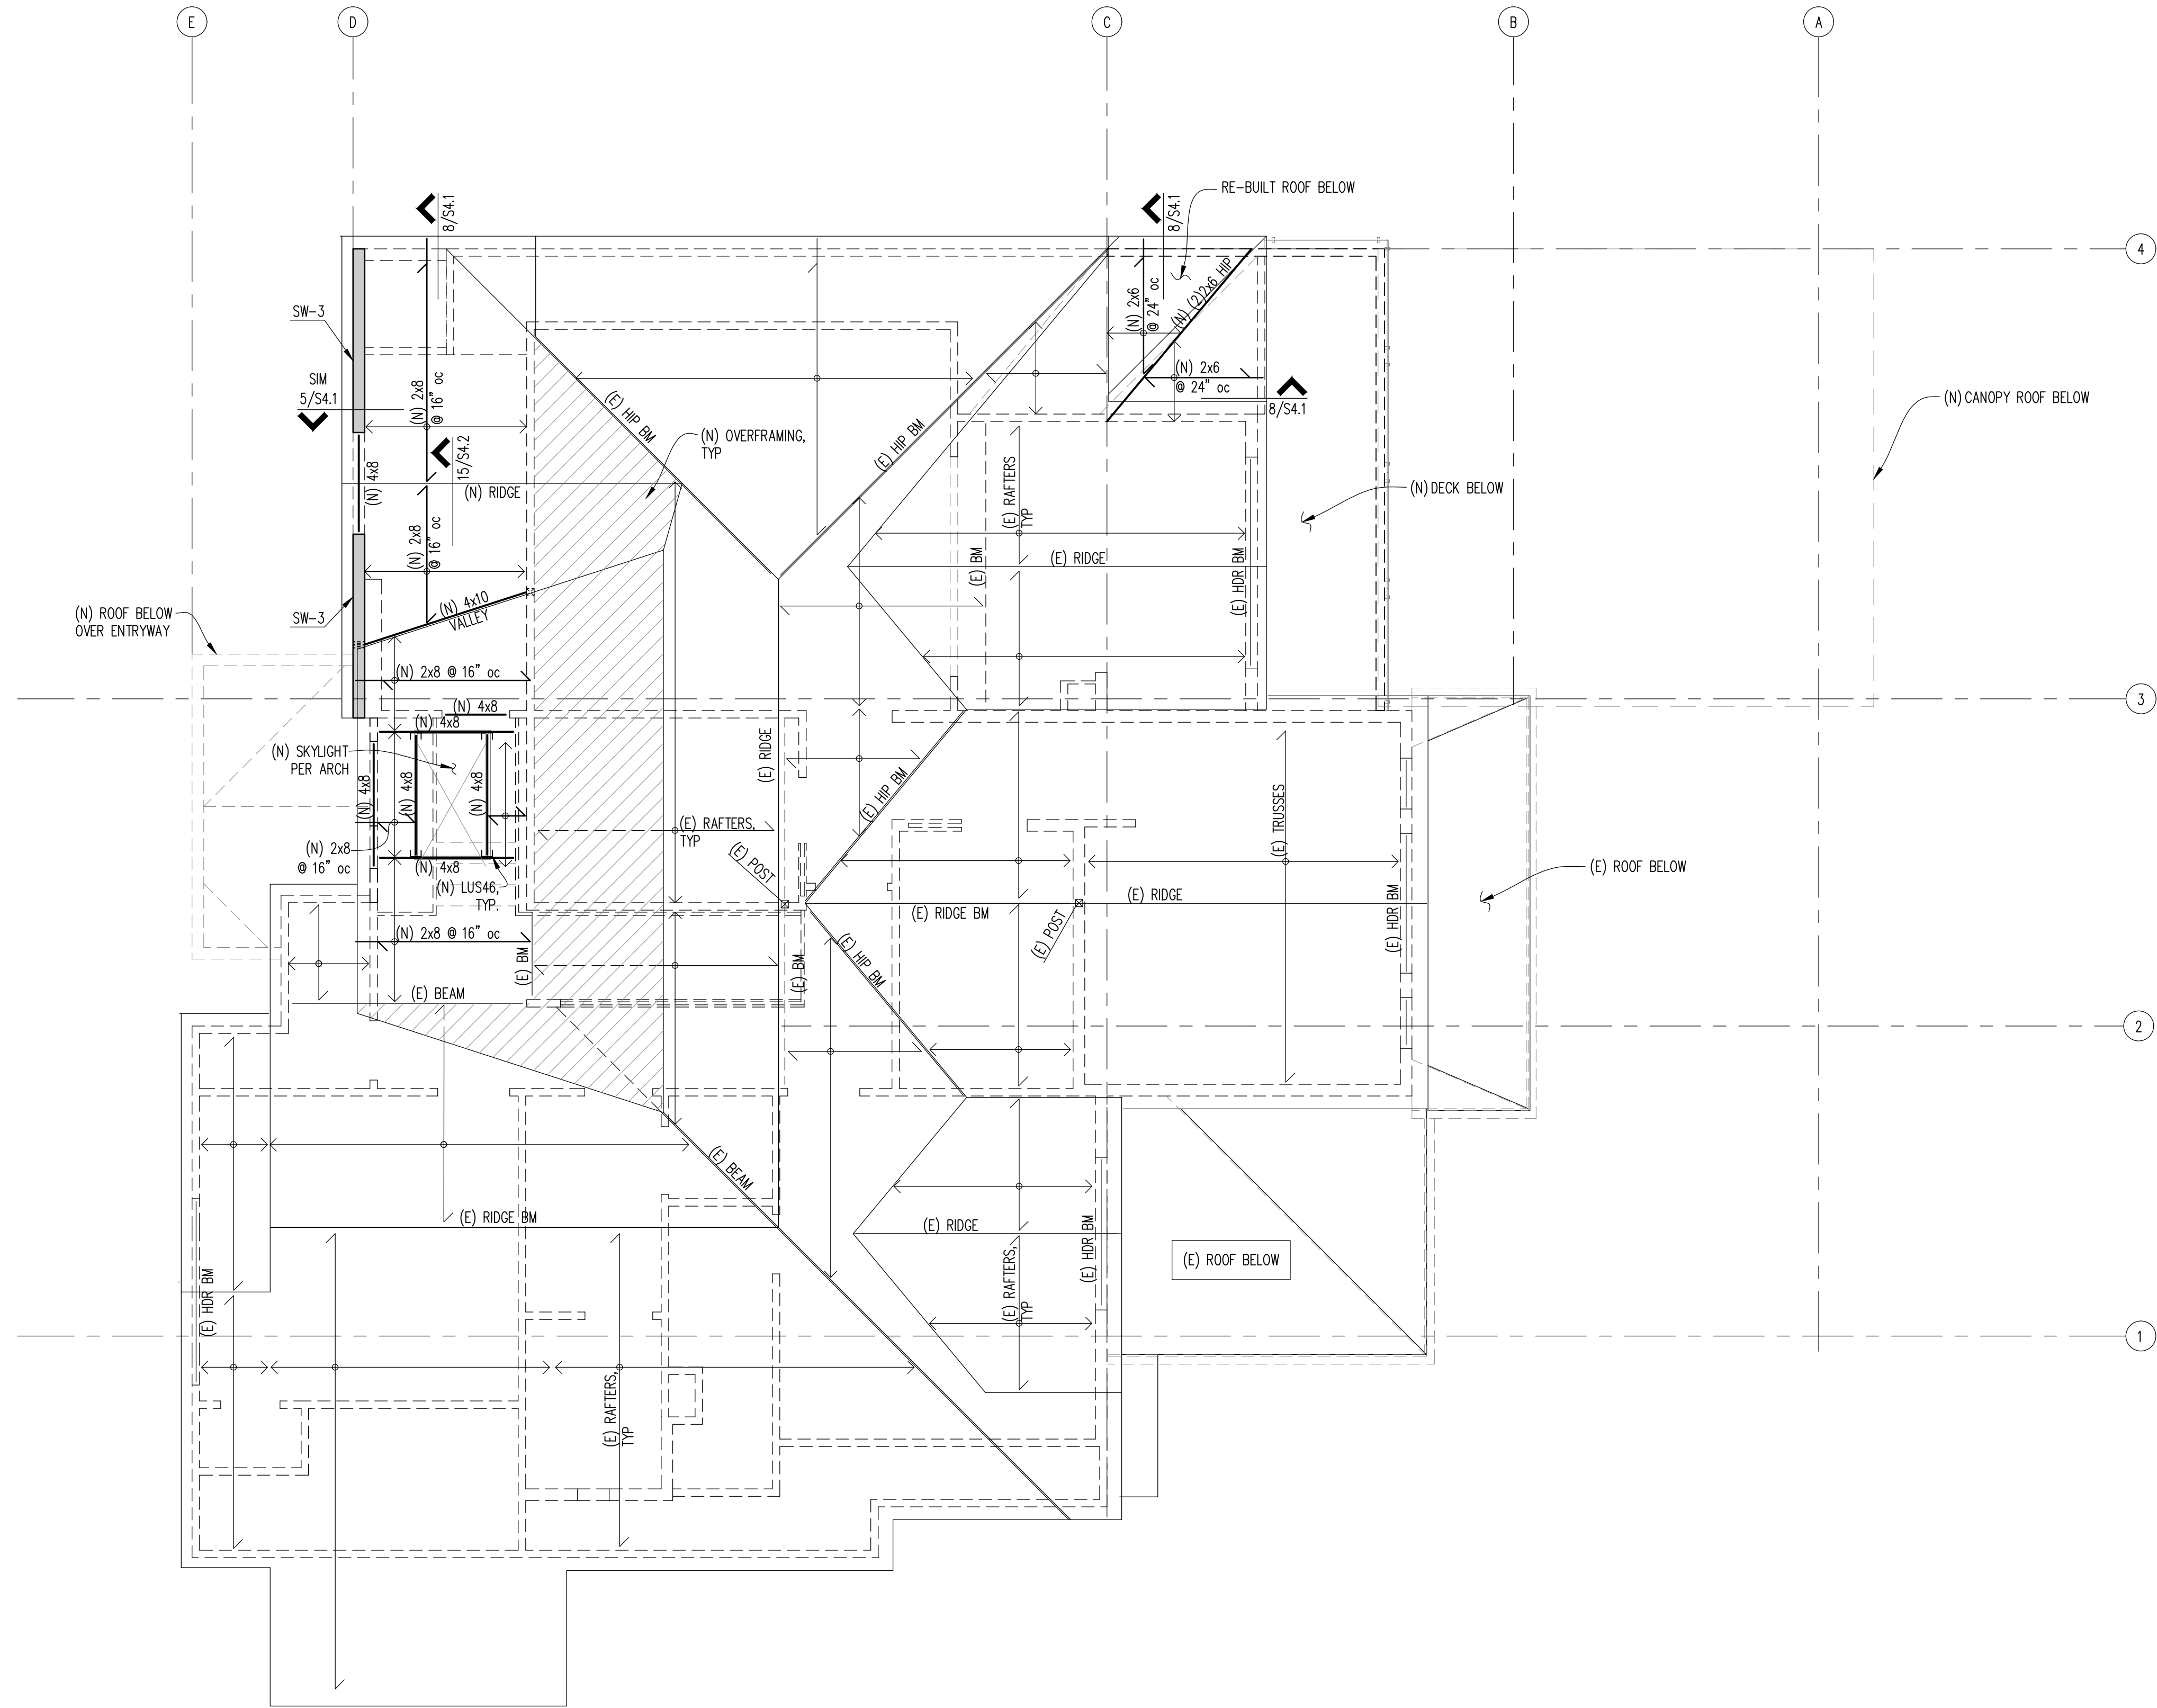 E
D
C
B
A
8/S4.1
8/S4.1
RE-BUILT ROOF BELOW
4
SW-3
(N) 2x6
@ 24" oc
(N) (2)2x6 HIP
SIM
5/S4.1
(N) 2x8
@ 16" oc
(N) 2x6
@ 24" oc
8/S4.1
(N) CANOPY ROOF BELOW
(E) HIP BM
(E) HIP BM
(N) OVERFRAMING,
TYP
15/S4.2
(N) 4x8
(N) RIDGE
(E) RAFTERS
TYP
(N) DECK BELOW
(N) 2x8
@ 16" oc
(E) BM
(E) RIDGE
(E) HDR BM
(N) 4x10
VALLEY
(N) ROOF BELOW
OVER ENTRYWAY
SW-3
(N) 2x8 @ 16" oc
3
(N) 4x8
(N) 4x8
(N) SKYLIGHT
PER ARCH
(E) RIDGE
(N) 4x8
(N) 4x8
(N) 4x8
(E) HIP BM
(E) TRUSSES
(E) RAFTERS,
TYP
(N) 2x8
@ 16" oc
(N) 4x8
(E) POST
(E) ROOF BELOW
(N) LUS46,
TYP.
(E) RIDGE BM
(E) RIDGE
(E) POST
(E) HDR BM
(N) 2x8 @ 16" oc
(E) BM
(E) BM
(E) HIP BM
(E) BEAM
2
(E) BEAM
(E) RIDGE BM
(E) RIDGE
(E) HDR BM
(E) ROOF BELOW
(E) HDR BM
(E) RAFTERS,
TYP
1
(E) RAFTERS,
TYP